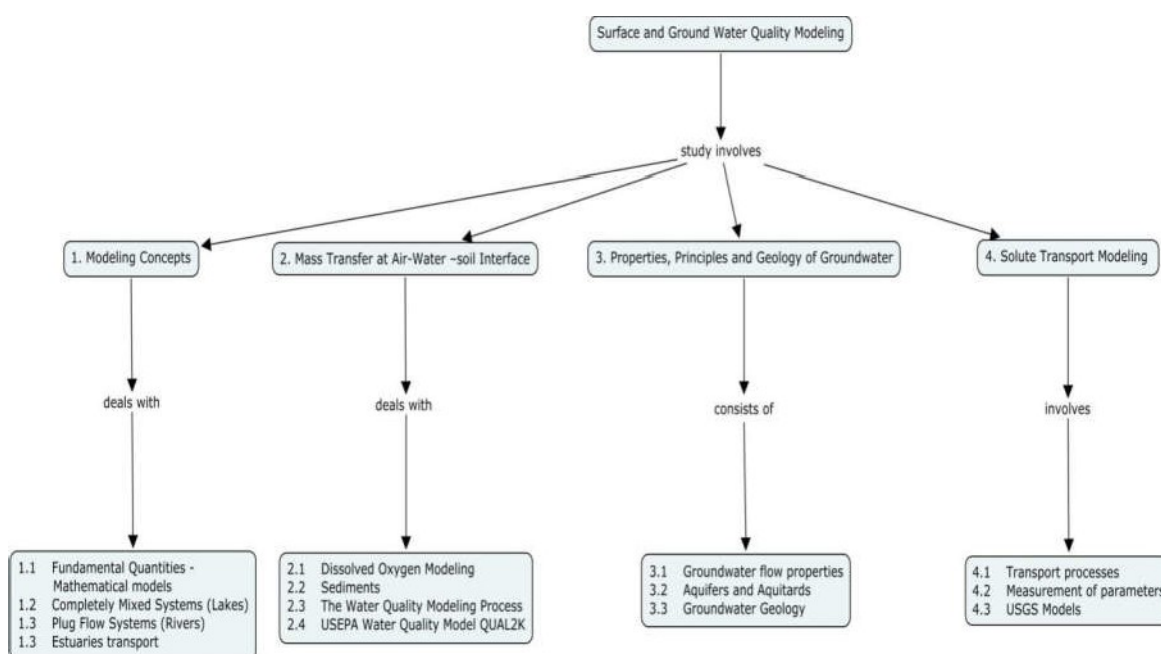 Surface and Ground Water Quality Modeling
study involves
1. Modeling Concepts
2. Mass Transfer at Air-Water –soil Interface
3. Properties, Principles and Geology of Groundwater
4. Solute Transport Modeling
deals with
deals with
consists of
involves
1.1 Fundamental Quantities -
Mathematical models
1.2 Completely Mixed Systems (Lakes)
1.3 Plug Flow Systems (Rivers)
1.3 Estuaries transport
2.1 Dissolved Oxygen Modeling
2.2 Sediments
2.3 The Water Quality Modeling Process
2.4 USEPA Water Quality Model QUAL2K
3.1 Groundwater flow properties
3.2 Aquifers and Aquitards
3.3 Groundwater Geology
4.1 Transport processes
4.2 Measurement of parameters
4.3 USGS Models